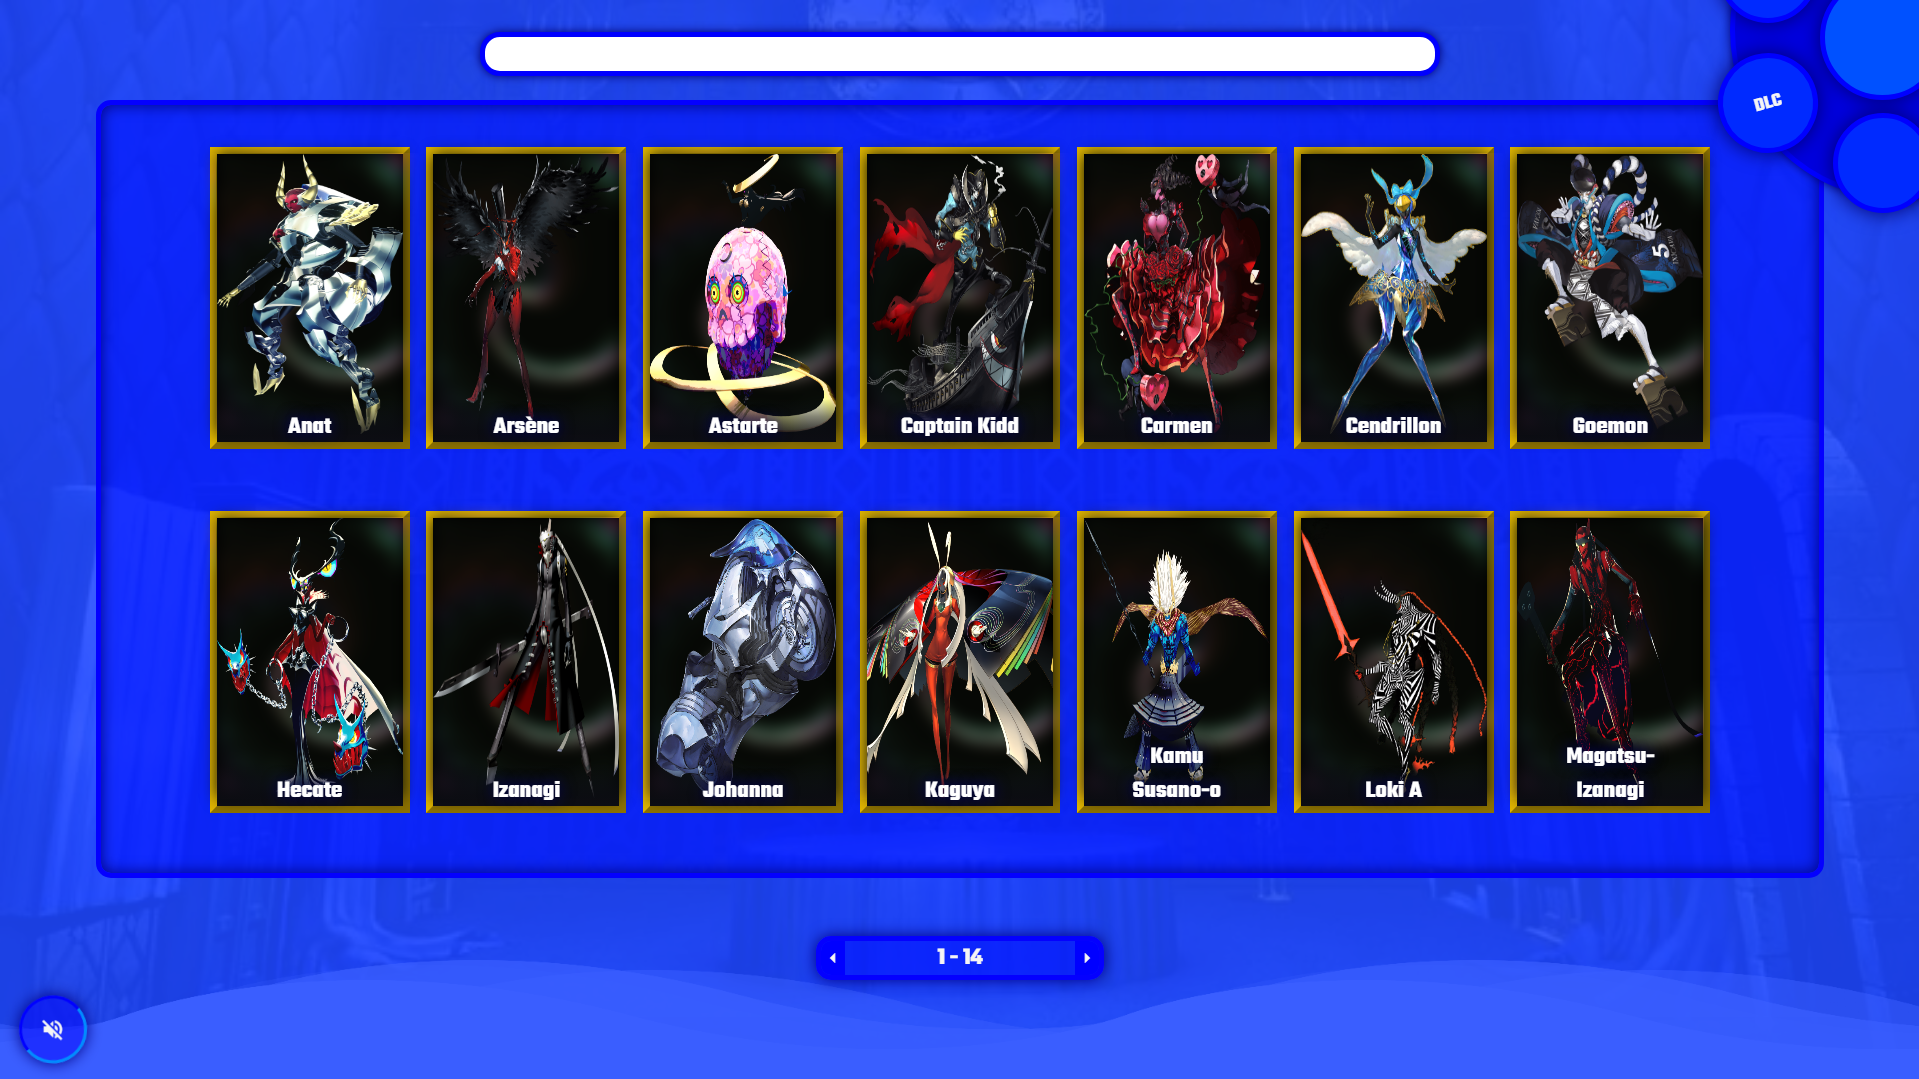 DLC
Anat
Arsène
Astarte
Captain Kidd
Carmen
Cendrillon
Goemon
Hecate
Izanagi
Johanna
Kaguya
Kamu
Susano-o
Loki A
Magatsu-
Izanagi
1 - 14